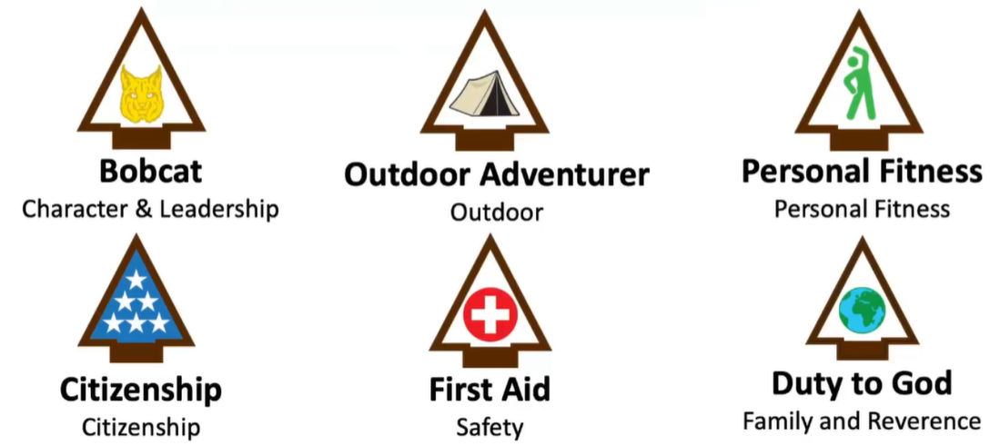 Bobcat
Character & Leadership
Outdoor Adventurer
Outdoor
Personal Fitness
Personal Fitness
Citizenship
Citizenship
First Aid
Safety
Duty to God
Family and Reverence